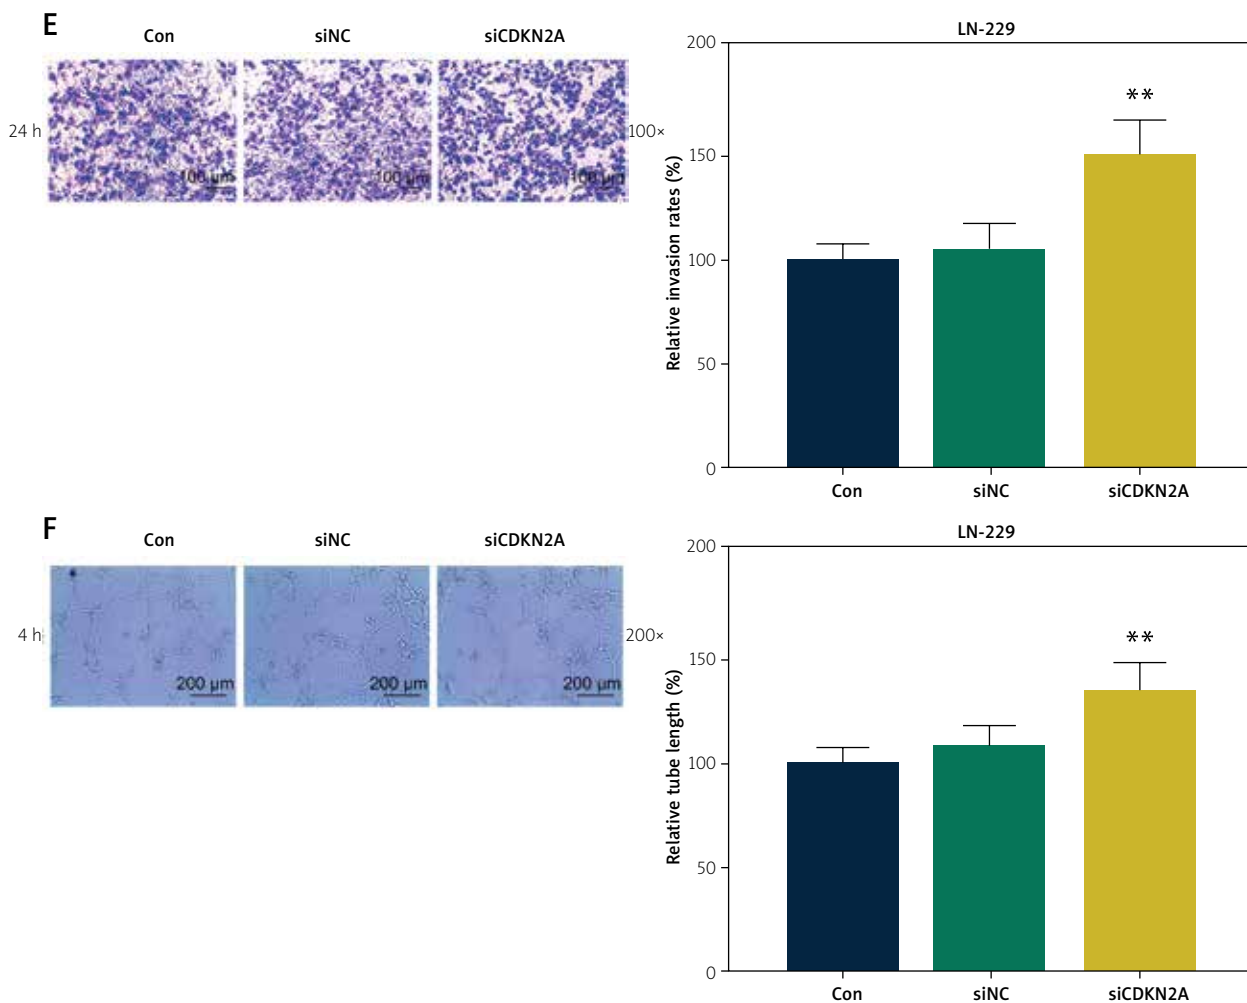 E
Con siNC siCDKN2A
24 h 100×
100 µm 100 µm 100 µm
LN-229
Relative invasion rates (%)
200
150
100
50
0
**
Con siNC siCDKN2A
F
Con siNC siCDKN2A
4 h 200×
200 µm 200 µm 200 µm
LN-229
Relative tube length (%)
200
150
100
50
0
**
Con siNC siCDKN2A